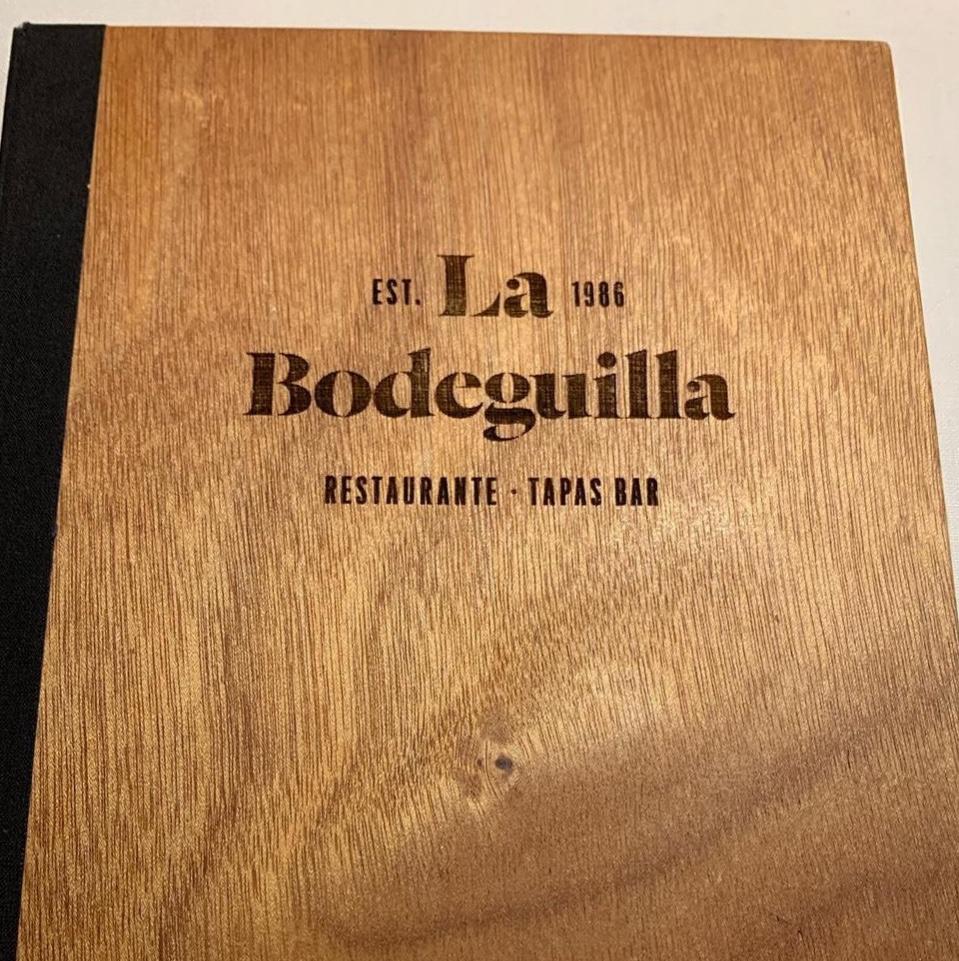 EST. La 1986
Bodeguilla
RESTAURANTE · TAPAS BAR